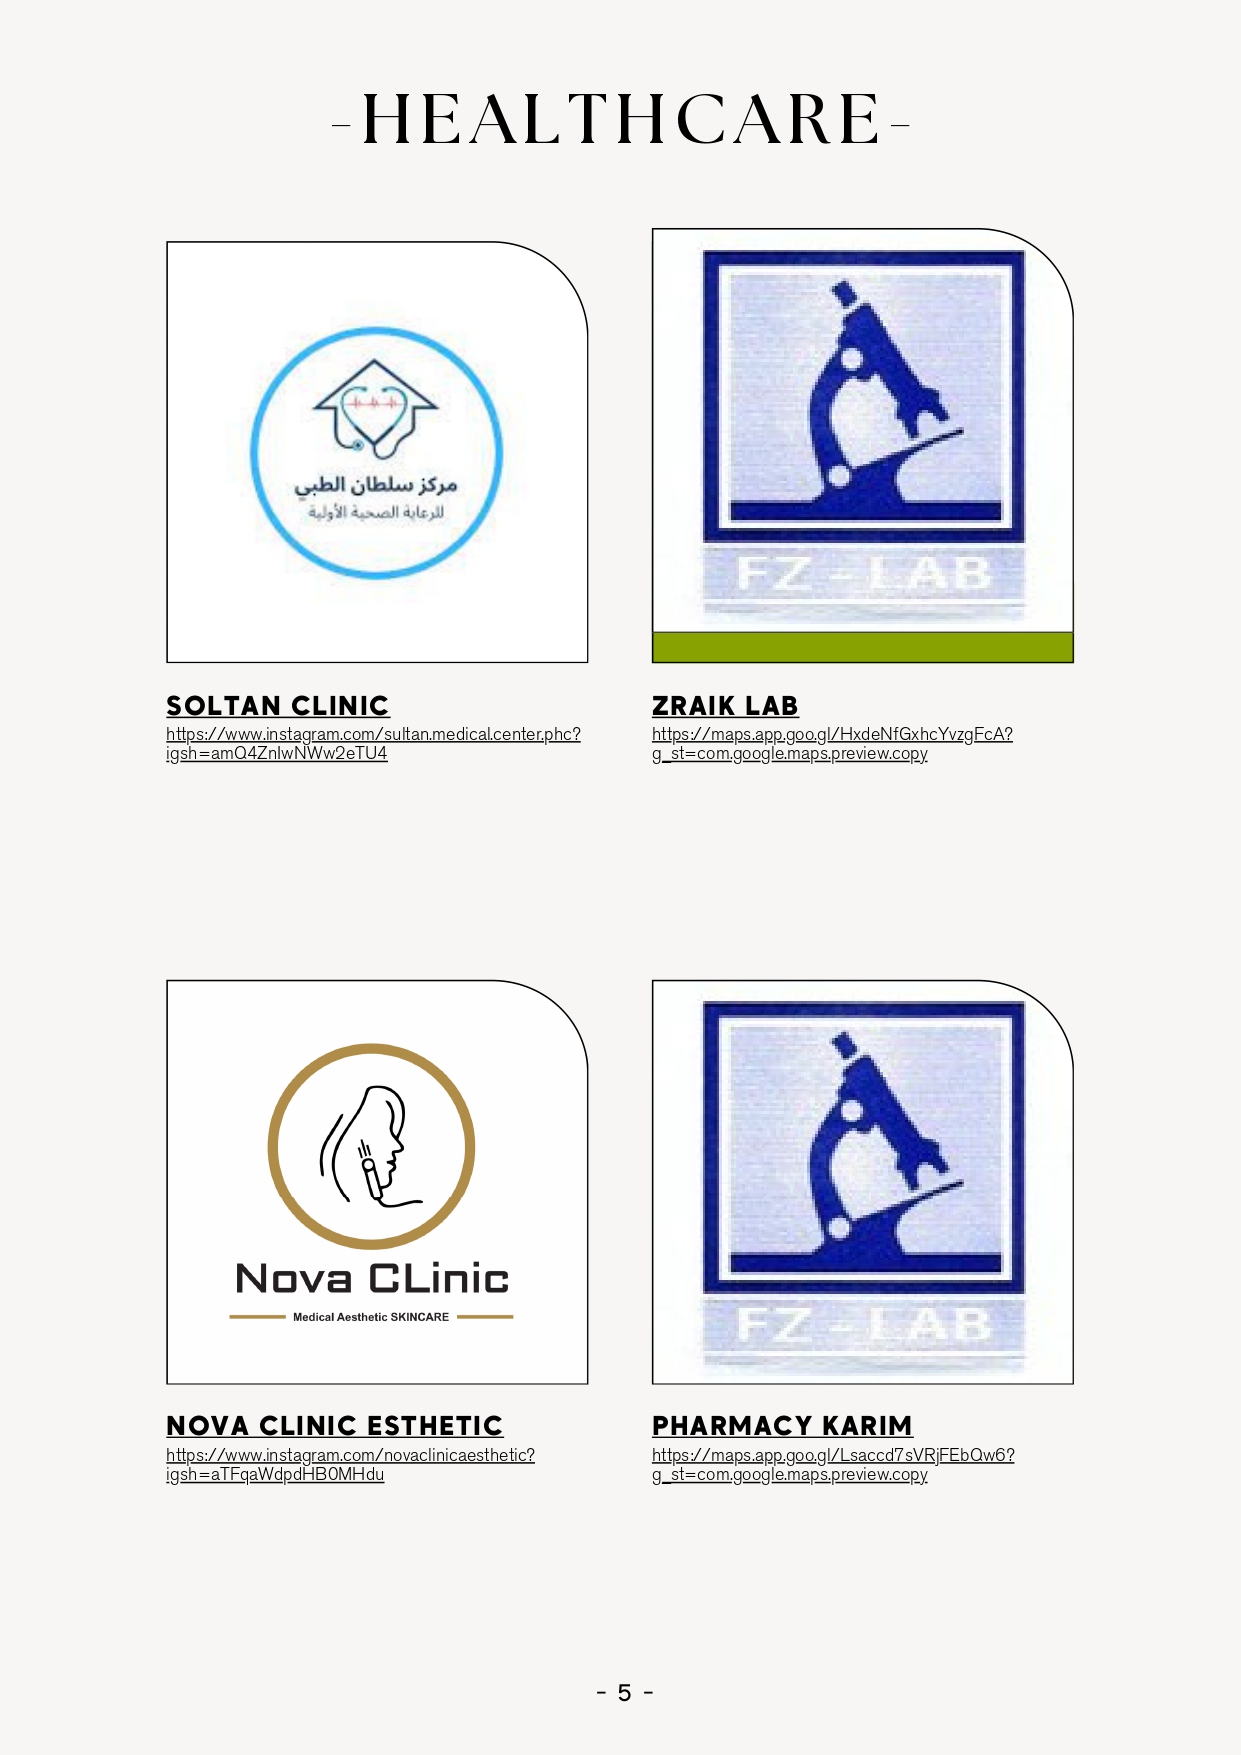 -HEALTHCARE-
مركز سلطان الطبي
للرعاية الصحية الأولية
FZ - LAB
SOLTAN CLINIC
https://www.instagram.com/sultan.medical.center.phc?
igsh=amQ4ZnlwNWw2eTU4
ZRAIK LAB
https://maps.app.goo.gl/HxdeNfGxhcYvzgFcA?
g_st=com.google.maps.preview.copy
Nova CLinic
Medical Aesthetic SKINCARE
FZ - LAB
NOVA CLINIC ESTHETIC
https://www.instagram.com/novaclinicaesthetic?
igsh=aTFqaWdpdHB0MHdu
PHARMACY KARIM
https://maps.app.goo.gl/Lsaccd7sVRjFEbQw6?
g_st=com.google.maps.preview.copy
- 5 -